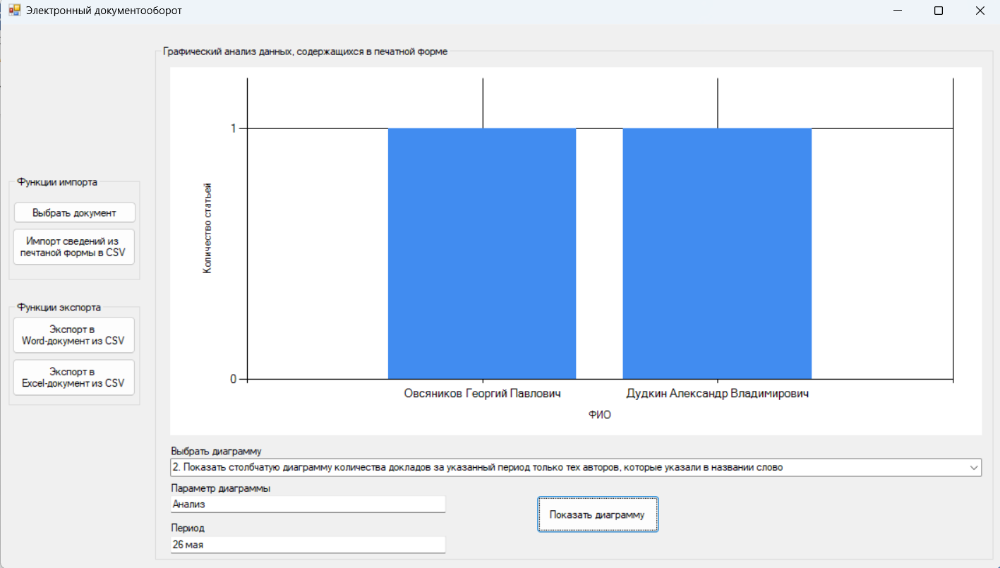 Электронный документооборот
Графический анализ данных, содержащихся в печатной форме
1
Количество статьей
0
Овсяников Георгий Павлович
Дудкин Александр Владимирович
ФИО
Функции импорта
Выбрать документ
Импорт сведений из
печтаной формы в CSV
Функции экспорта
Экспорт в
Word-документ из CSV
Экспорт в
Excel-документ из CSV
Выбрать диаграмму
2. Показать столбчатую диаграмму количества докладов за указанный период только тех авторов, которые указали в названии слово
Параметр диаграммы
Анализ
Показать диаграмму
Период
26 мая